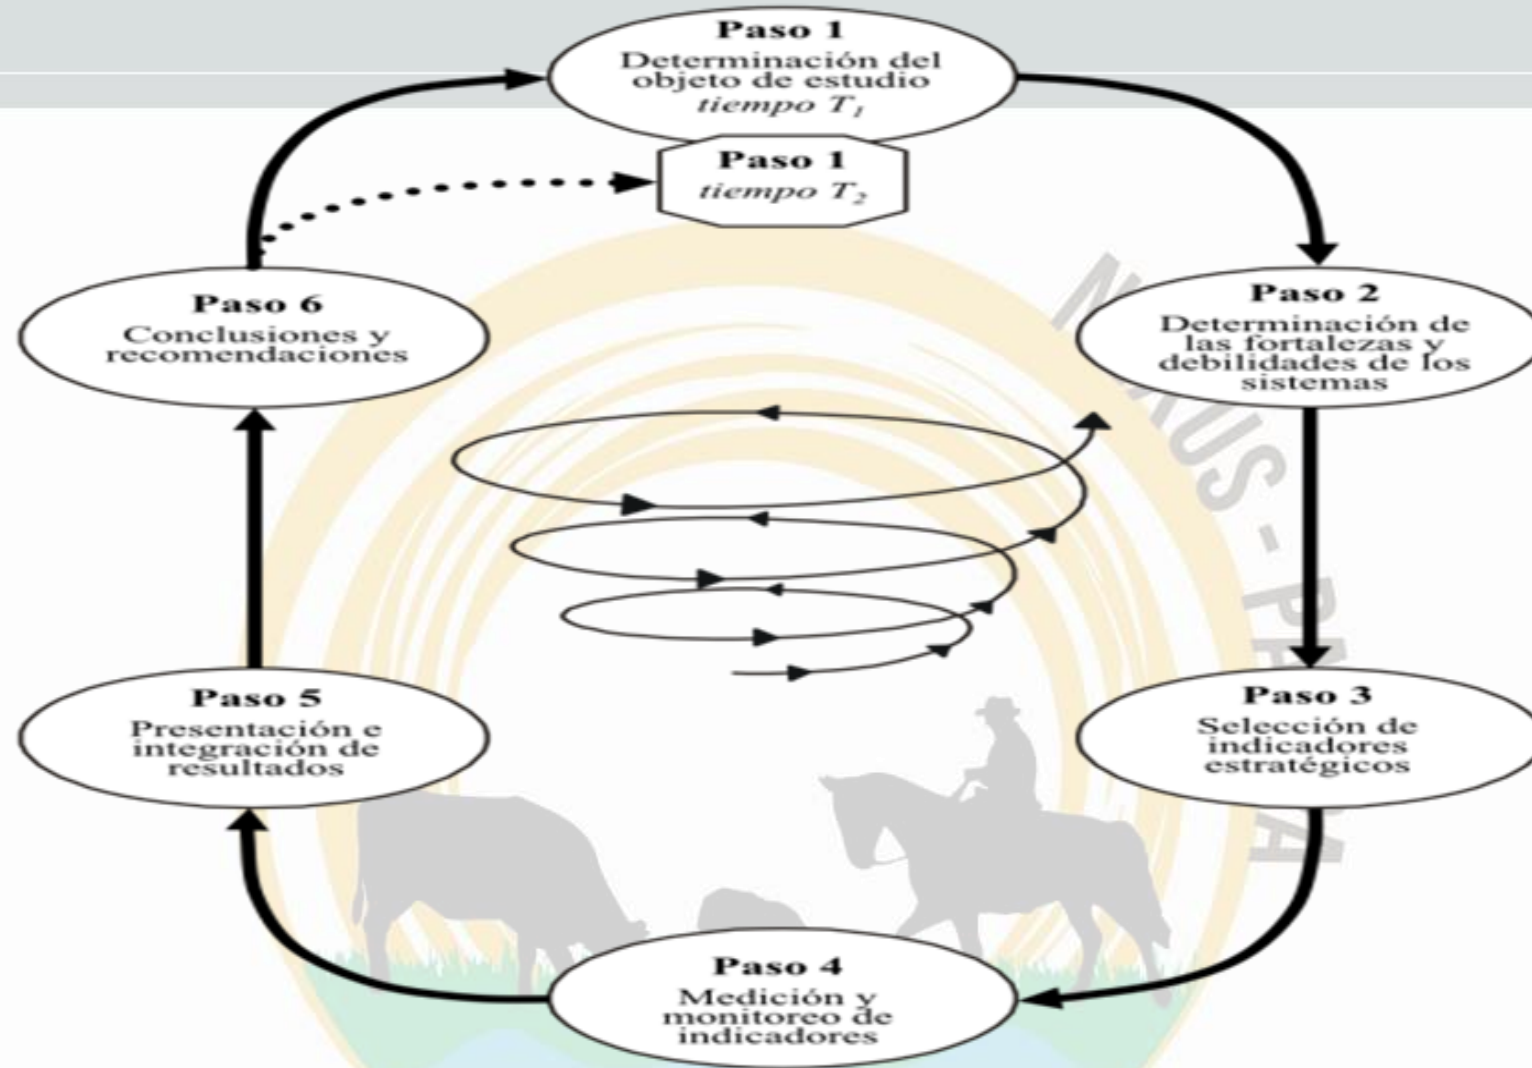 Paso 1
Determinación del
objeto de estudio
tiempo T₁
Paso 1
tiempo T₂
Paso 2
Determinación de
las fortalezas y
debilidades de los
sistemas
Paso 3
Selección de
indicadores
estratégicos
Paso 4
Medición y
monitoreo de
indicadores
Paso 5
Presentación e
integración de
resultados
Paso 6
Conclusiones y
recomendaciones